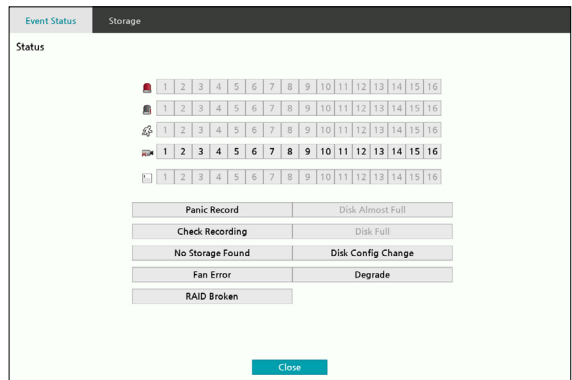 Event Status Storage
Status
1 2 3 4 5 6 7 8 9 10 11 12 13 14 15 16
1 2 3 4 5 6 7 8 9 10 11 12 13 14 15 16
1 2 3 4 5 6 7 8 9 10 11 12 13 14 15 16
1 2 3 4 5 6 7 8 9 10 11 12 13 14 15 16
1 2 3 4 5 6 7 8 9 10 11 12 13 14 15 16
Panic Record Disk Almost Full
Check Recording Disk Full
No Storage Found Disk Config Change
Fan Error Degrade
RAID Broken
Close